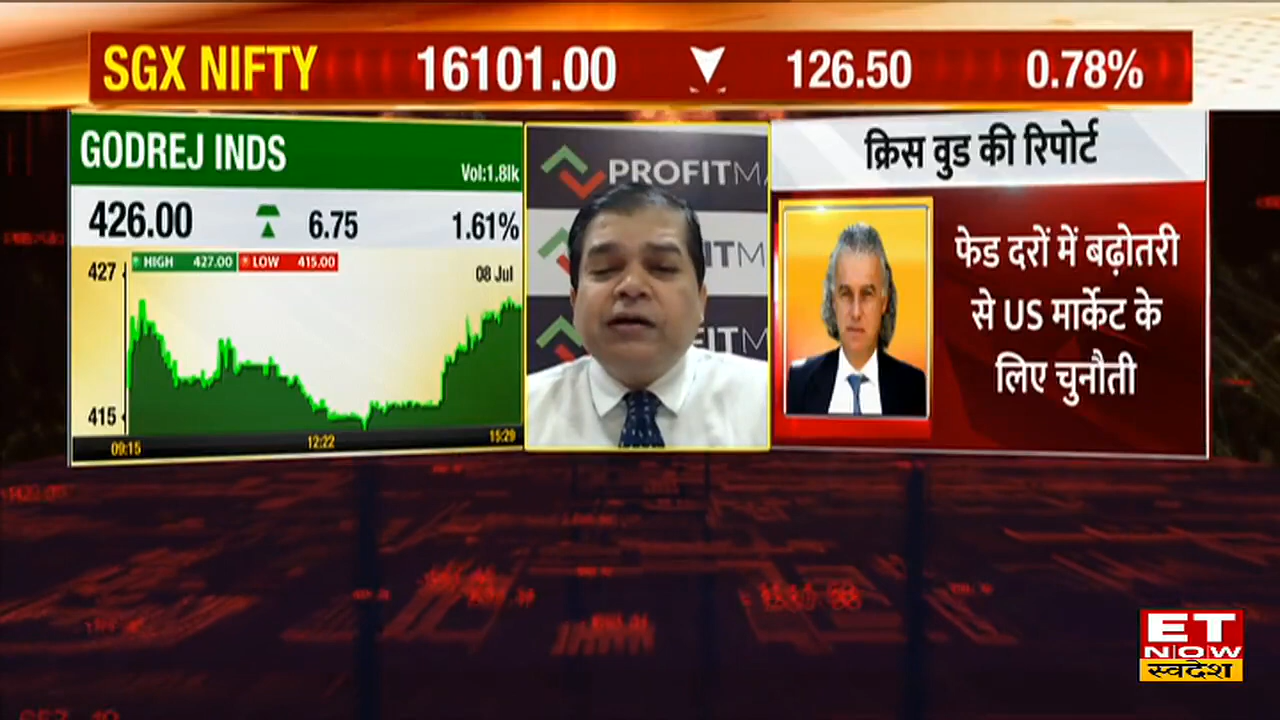 SGX NIFTY 16101.00 126.50 0.78%
GODREJ INDS
Vol:1.8lk
426.00 6.75 1.61%
HIGH 427.00 LOW 415.00
427
08 Jul
415
09:15 12:22 15:29
PROFITMA
ITM
FITM
क्रिस वुड की रिपोर्ट
फेड दरों में बढ़ोतरी
से US मार्केट के
लिए चुनौती
ET
NOW
स्वदेश